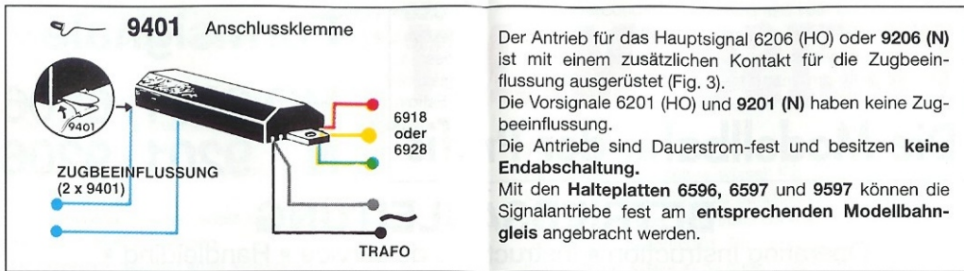 9401 Anschlussklemme
9401
ZUGBEEINFLUSSUNG
(2 x 9401)
6918
oder
6928
TRAFO
Der Antrieb für das Hauptsignal 6206 (HO) oder 9206 (N)
ist mit einem zusätzlichen Kontakt für die Zugbeein-
flussung ausgerüstet (Fig. 3).
Die Vorsignale 6201 (HO) und 9201 (N) haben keine Zug-
beeinflussung.
Die Antriebe sind Dauerstrom-fest und besitzen keine
Endabschaltung.
Mit den Halteplatten 6596, 6597 und 9597 können die
Signalantriebe fest am entsprechenden Modellbahn-
gleis angebracht werden.